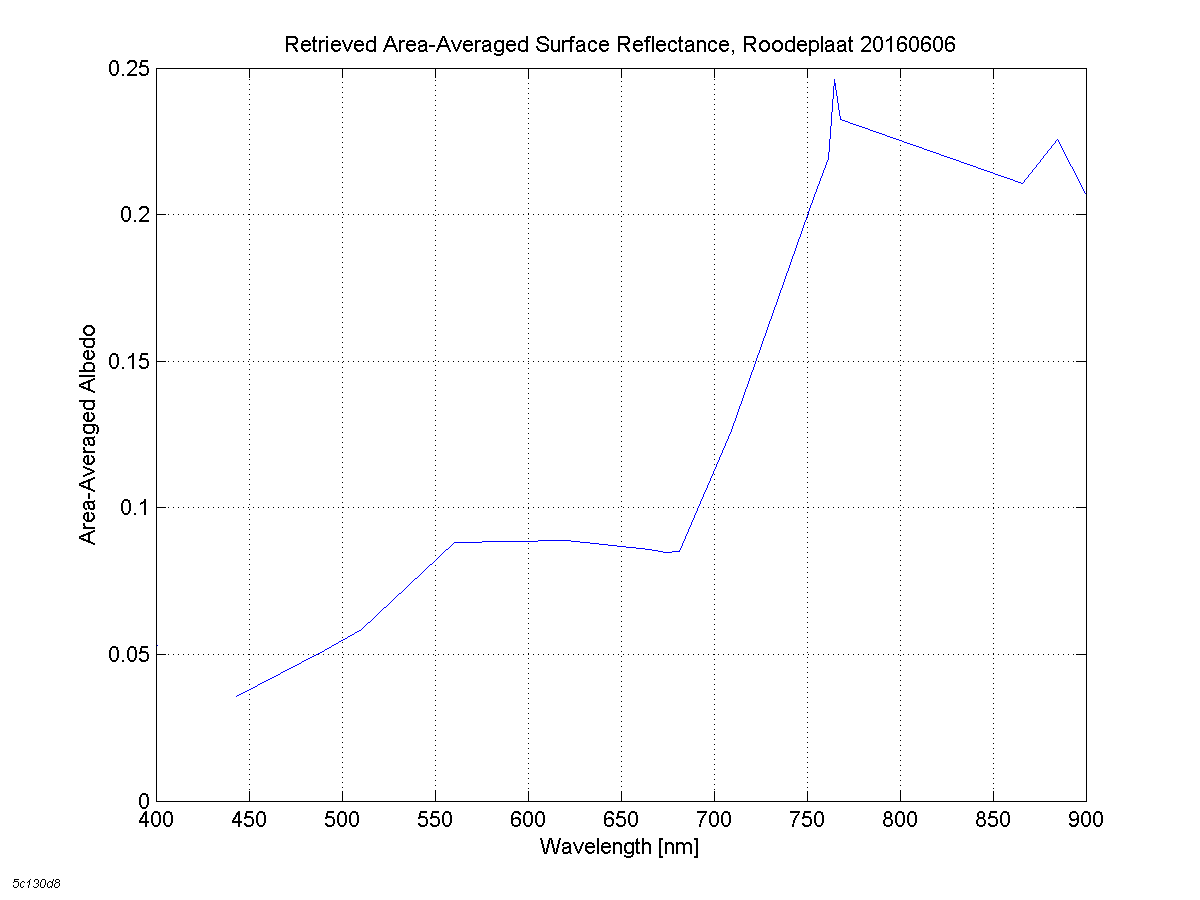 Retrieved Area-Averaged Surface Reflectance, Roodeplaat 20160606
0.25
0.2
0.15
0.1
0.05
0
Area-Averaged Albedo
400 450 500 550 600 650 700 750 800 850 900
Wavelength [nm]
5c130d8